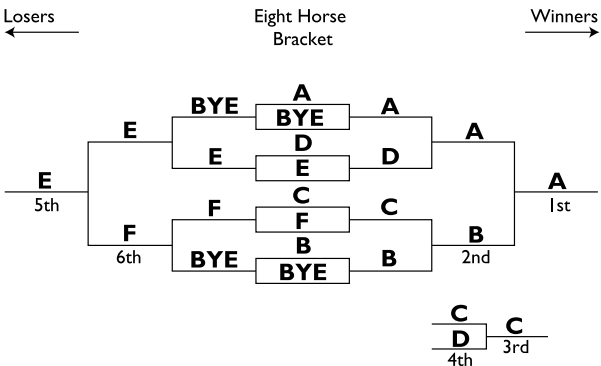 Losers
Eight Horse
Bracket
Winners
BYE
A
BYE
A
E
A
E
D
E
D
E
5th
A
1st
F
C
F
C
F
6th
B
2nd
BYE
B
BYE
B
C
D
4th
C
3rd